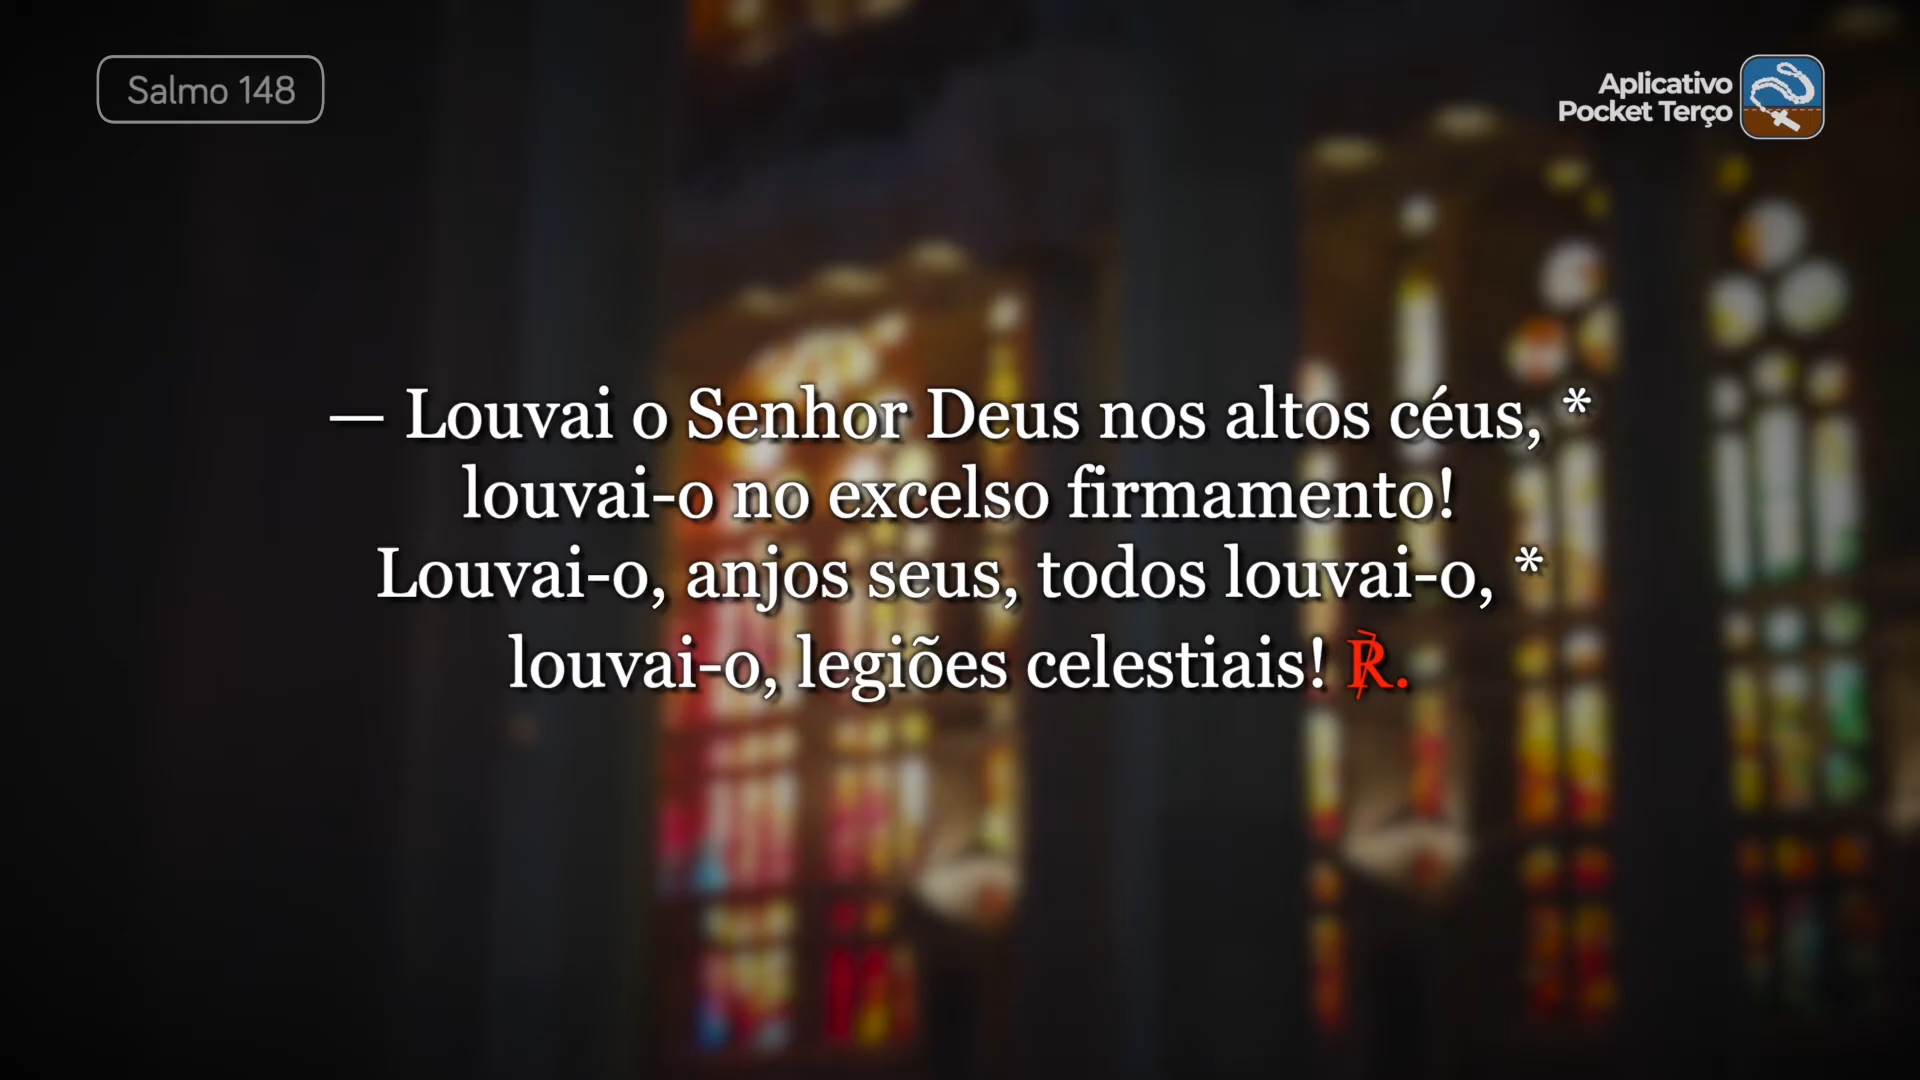 Salmo 148
Aplicativo
Pocket Terço
— Louvai o Senhor Deus nos altos céus, *
louvai-o no excelso firmamento!
Louvai-o, anjos seus, todos louvai-o, *
louvai-o, legiões celestiais! ℟.